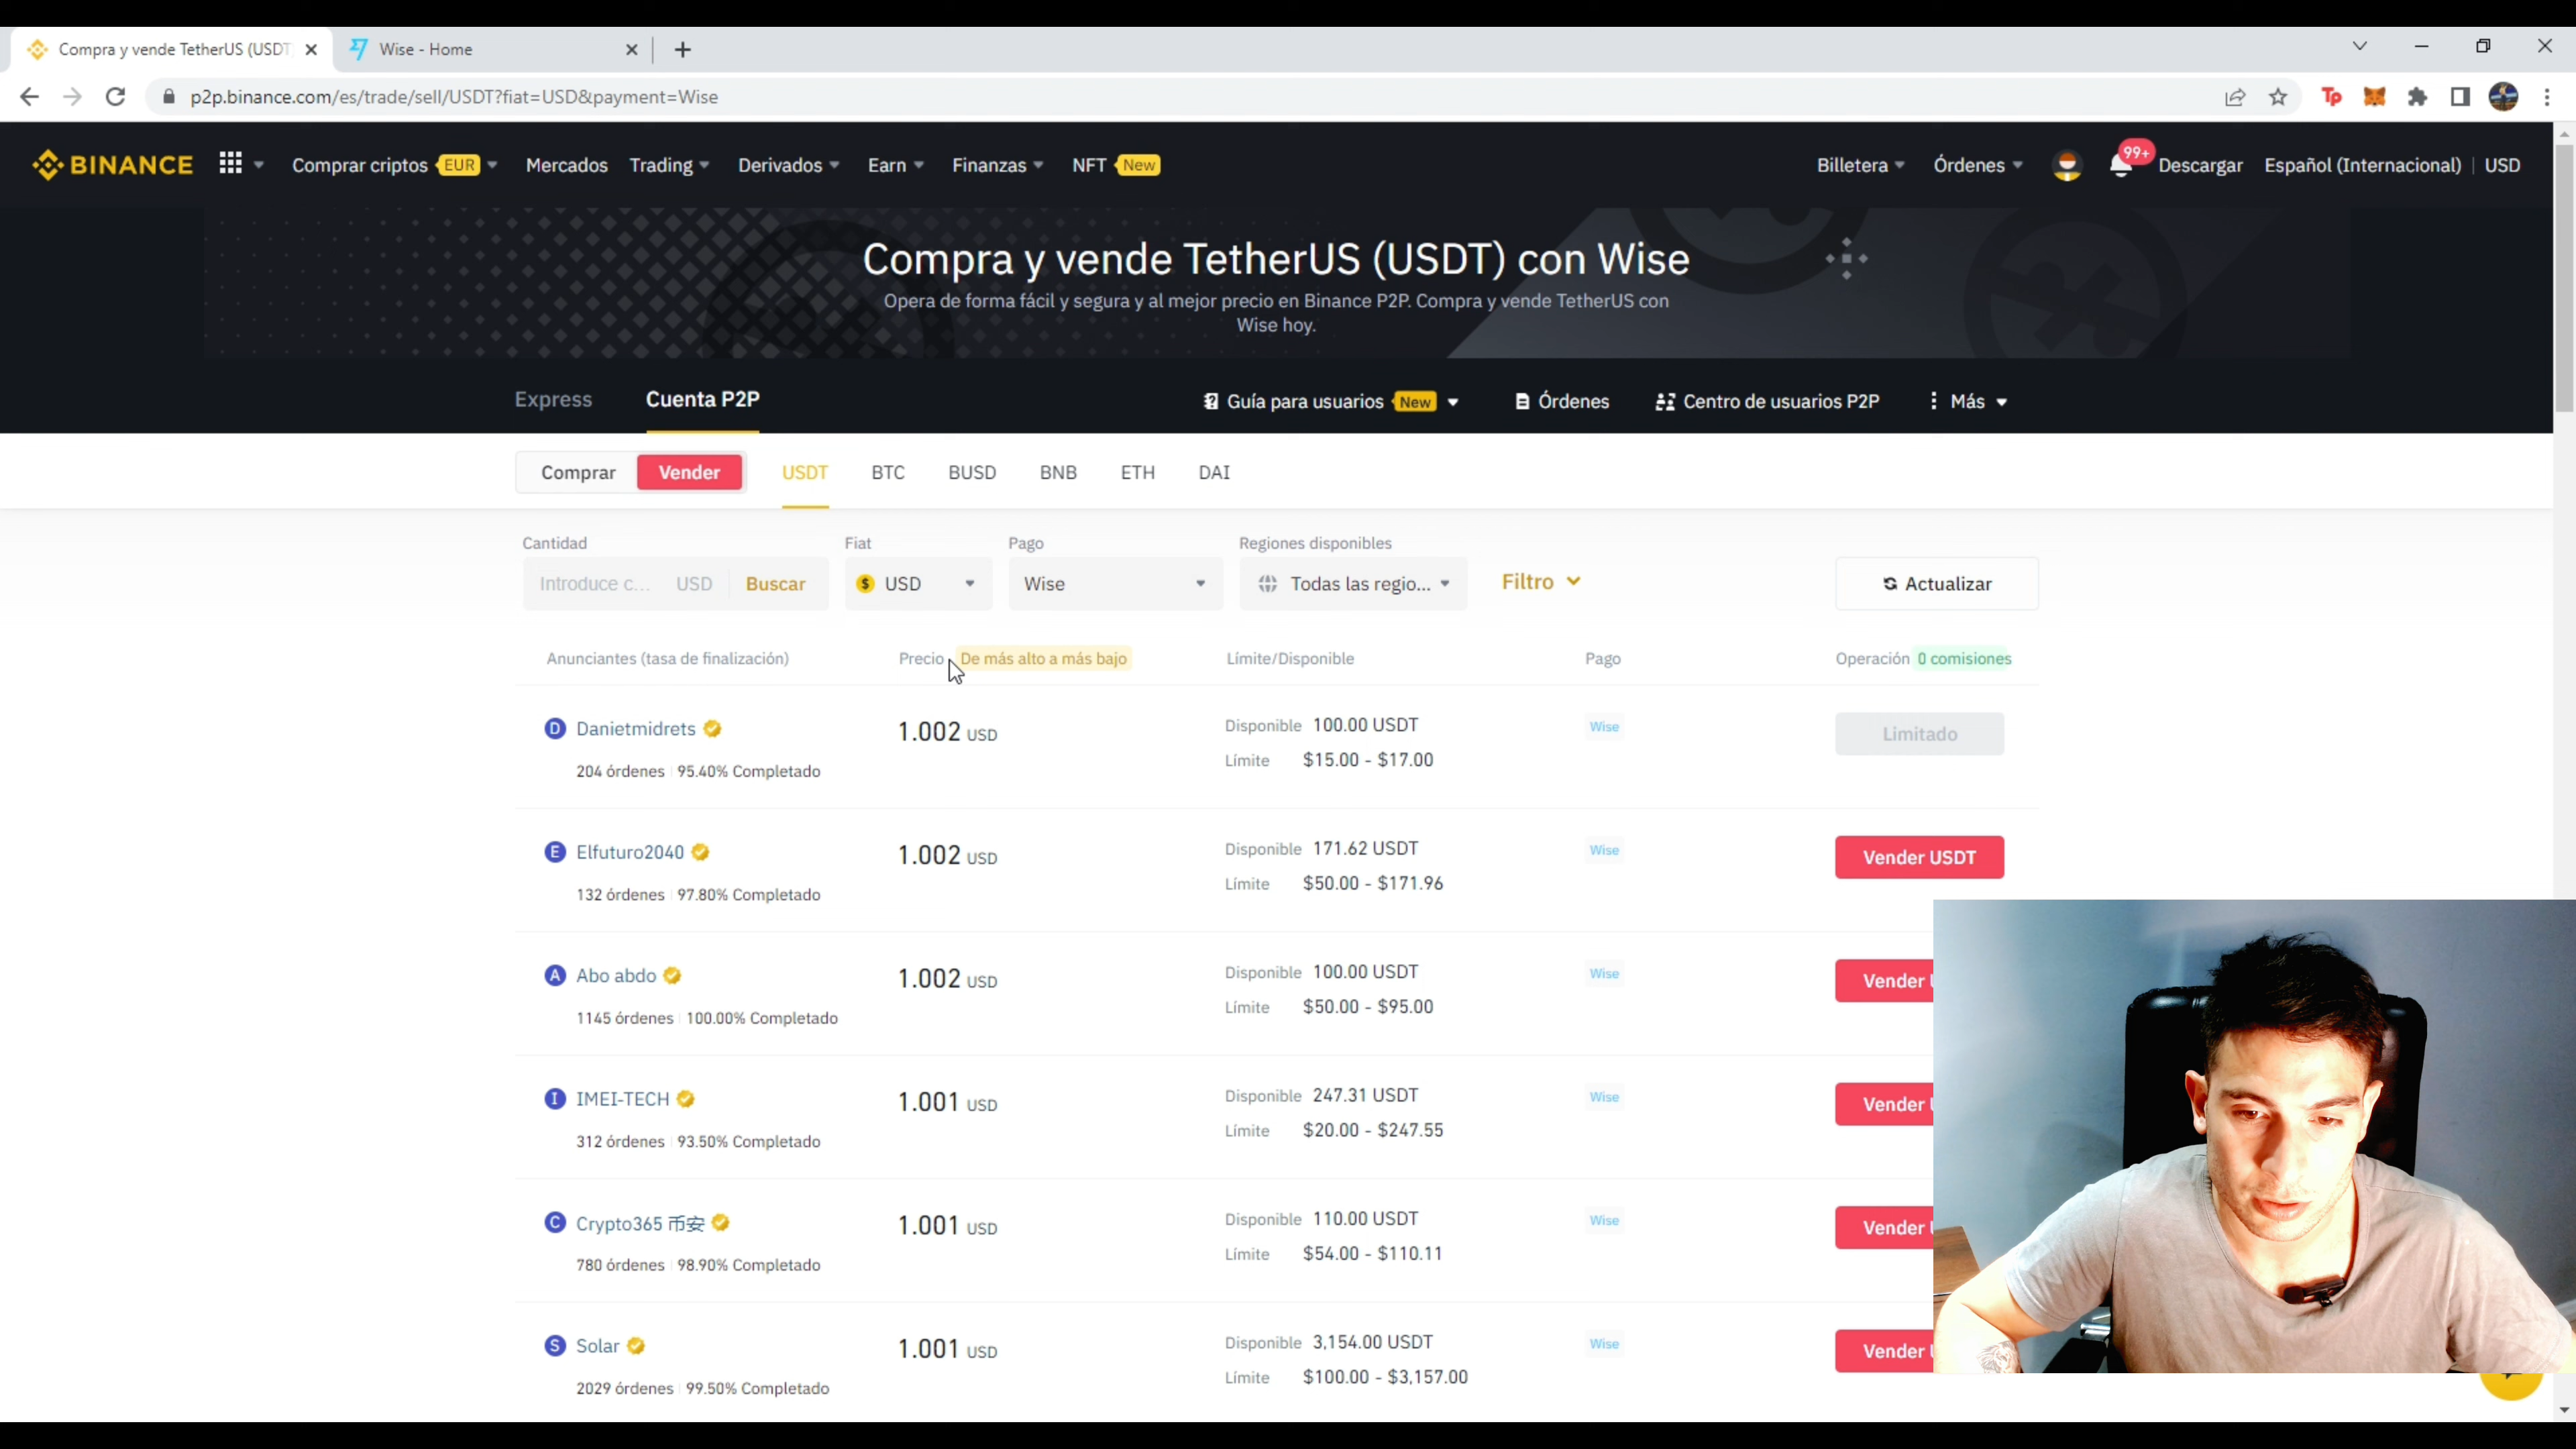 Compra y vende TetherUS (USDT
Wise - Home
p2p.binance.com/es/trade/sell/USDT?fiat=USD&payment=Wise
Tp
BINANCE
Comprar criptos EUR
Mercados
Trading
Derivados
Earn
Finanzas
NFT New
Billetera
Órdenes
99+
Descargar
Español (Internacional)
USD
Compra y vende TetherUS (USDT) con Wise
Opera de forma fácil y segura y al mejor precio en Binance P2P. Compra y vende TetherUS con
Wise hoy.
Express
Cuenta P2P
Guía para usuarios New
Órdenes
Centro de usuarios P2P
Más
Comprar
Vender
USDT
BTC
BUSD
BNB
ETH
DAI
Cantidad
Fiat
Pago
Regiones disponibles
Introduce c... USD Buscar
$ USD
Wise
Todas las regio...
Filtro
Actualizar
Anunciantes (tasa de finalización)
Precio De más alto a más bajo
Límite/Disponible
Pago
Operación 0 comisiones
D Danietmidrets
204 órdenes 95.40% Completado
1.002 USD
Disponible 100.00 USDT
Límite $15.00 - $17.00
Wise
Limitado
E Elfuturo2040
132 órdenes 97.80% Completado
1.002 USD
Disponible 171.62 USDT
Límite $50.00 - $171.96
Wise
Vender USDT
A Abo abdo
1145 órdenes 100.00% Completado
1.002 USD
Disponible 100.00 USDT
Límite $50.00 - $95.00
Wise
Vender
I IMEI-TECH
312 órdenes 93.50% Completado
1.001 USD
Disponible 247.31 USDT
Límite $20.00 - $247.55
Wise
Vender
C Crypto365 币安
780 órdenes 98.90% Completado
1.001 USD
Disponible 110.00 USDT
Límite $54.00 - $110.11
Wise
Vender
S Solar
2029 órdenes 99.50% Completado
1.001 USD
Disponible 3,154.00 USDT
Límite $100.00 - $3,157.00
Wise
Vender